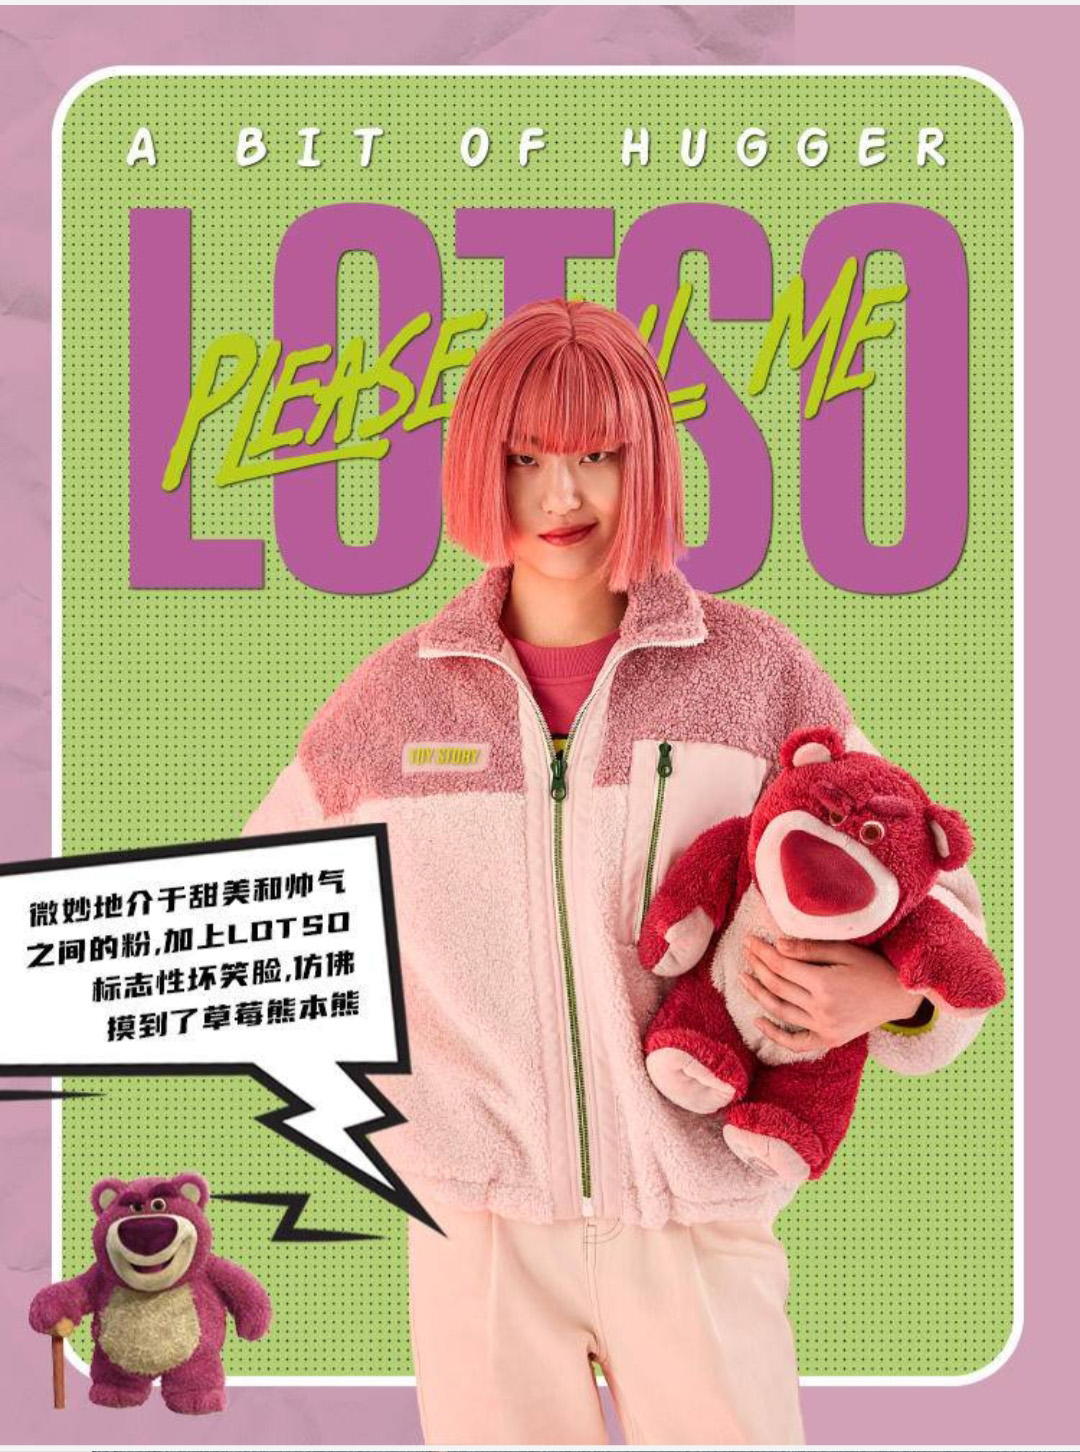 A BIT OF HUGGER
LOTSO
PLEASE ME
TOY STORY
微妙地介于甜美和帅气
之间的粉,加上LOTSO
标志性坏笑脸,仿佛
摸到了草莓熊本熊